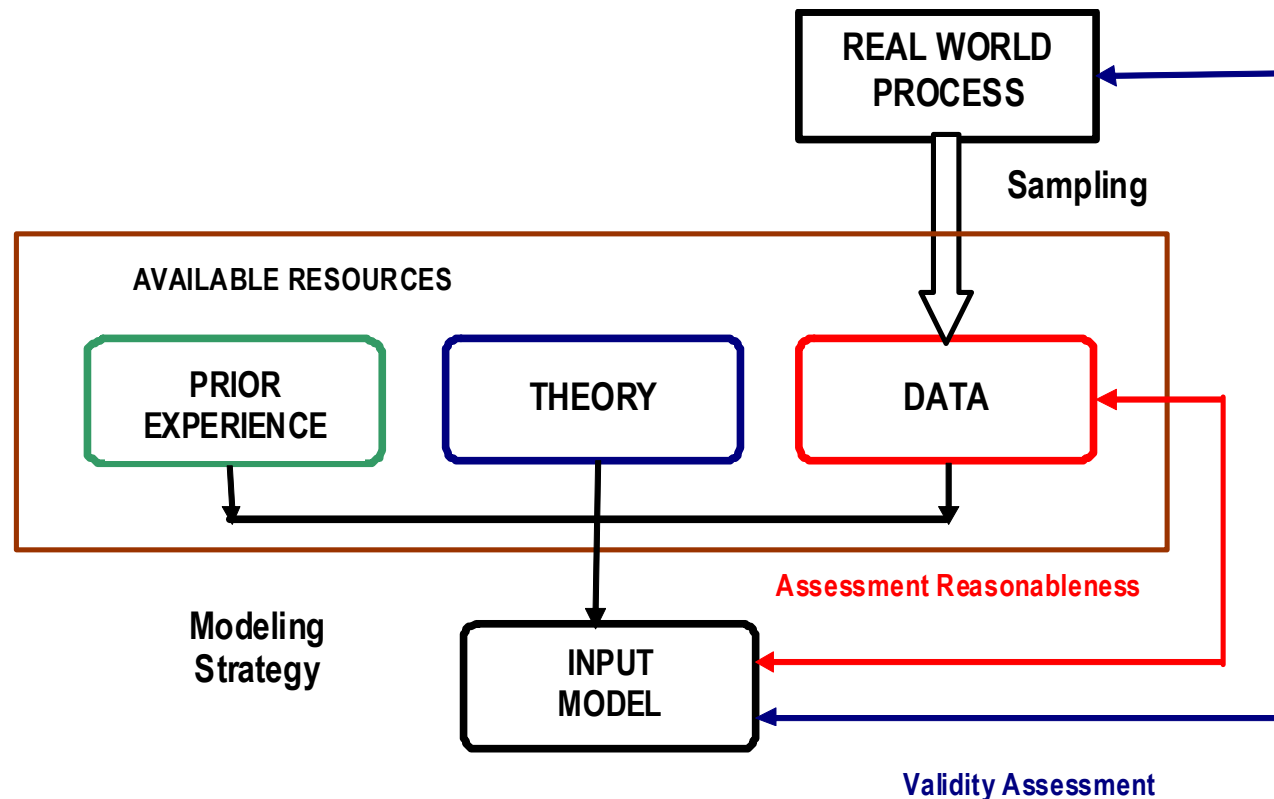 REAL WORLD
PROCESS
Sampling
AVAILABLE RESOURCES
PRIOR
EXPERIENCE
THEORY
DATA
Assessment Reasonableness
Modeling
Strategy
INPUT
MODEL
Validity Assessment